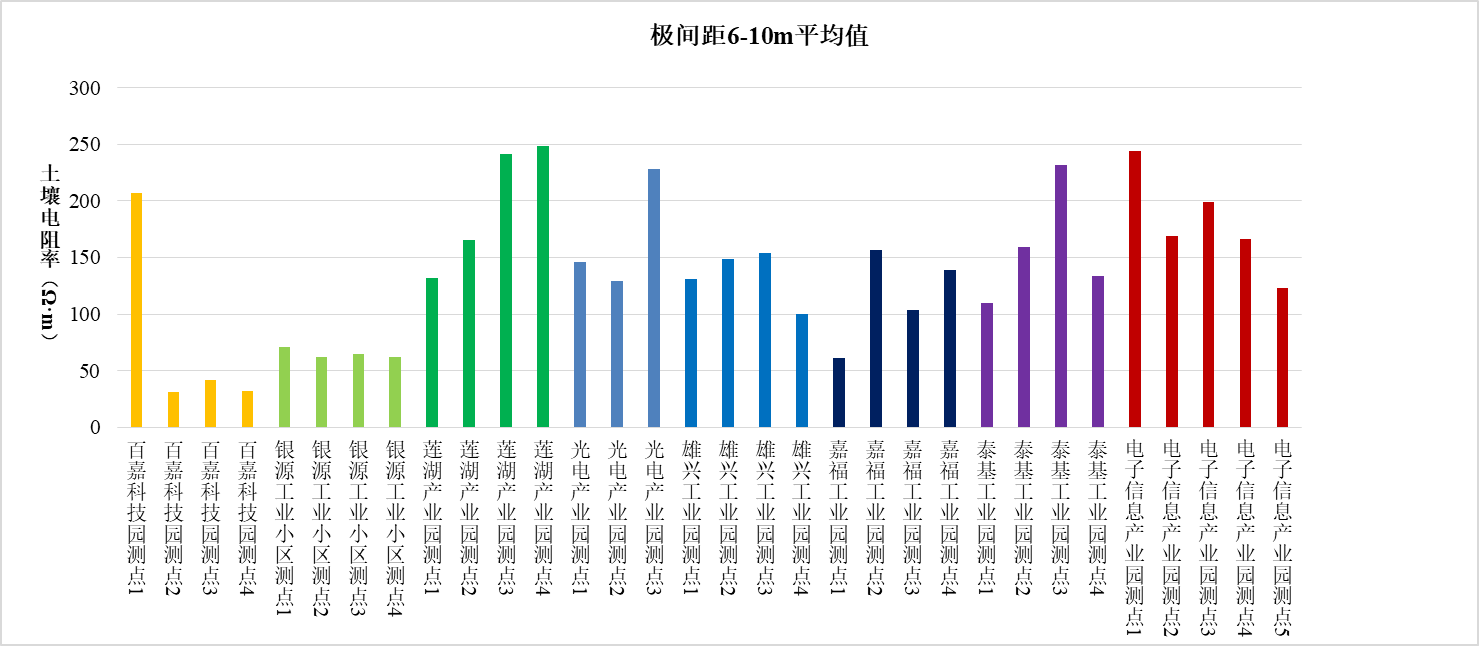 极间距6-10m平均值
300
250
200
150
100
50
0
土壤电阻率（Ω·m）
百嘉科技园测点1
百嘉科技园测点2
百嘉科技园测点3
百嘉科技园测点4
银源工业小区测点1
银源工业小区测点2
银源工业小区测点3
银源工业小区测点4
莲湖产业园测点1
莲湖产业园测点2
莲湖产业园测点3
莲湖产业园测点4
光电产业园测点1
光电产业园测点2
光电产业园测点3
雄兴工业园测点1
雄兴工业园测点2
雄兴工业园测点3
雄兴工业园测点4
嘉福工业园测点1
嘉福工业园测点2
嘉福工业园测点3
嘉福工业园测点4
泰基工业园测点1
泰基工业园测点2
泰基工业园测点3
泰基工业园测点4
电子信息产业园测点1
电子信息产业园测点2
电子信息产业园测点3
电子信息产业园测点4
电子信息产业园测点5